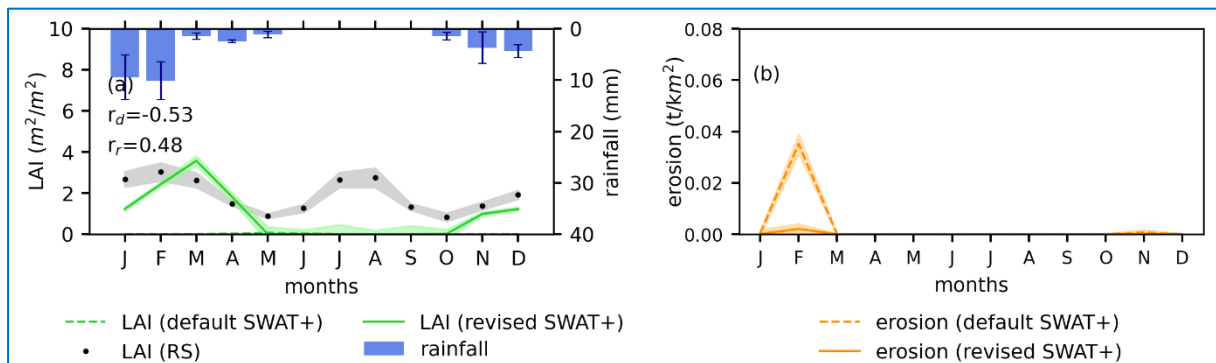 10
8
6
4
2
0
LAI (m²/m²)
(a)
r_d=-0.53
r_r=0.48
0
10
20
30
40
rainfall (mm)
J F M A M J J A S O N D
months
LAI (default SWAT+)
LAI (revised SWAT+)
LAI (RS)
rainfall
0.08
0.06
0.04
0.02
0.00
erosion (t/km²)
(b)
J F M A M J J A S O N D
months
erosion (default SWAT+)
erosion (revised SWAT+)